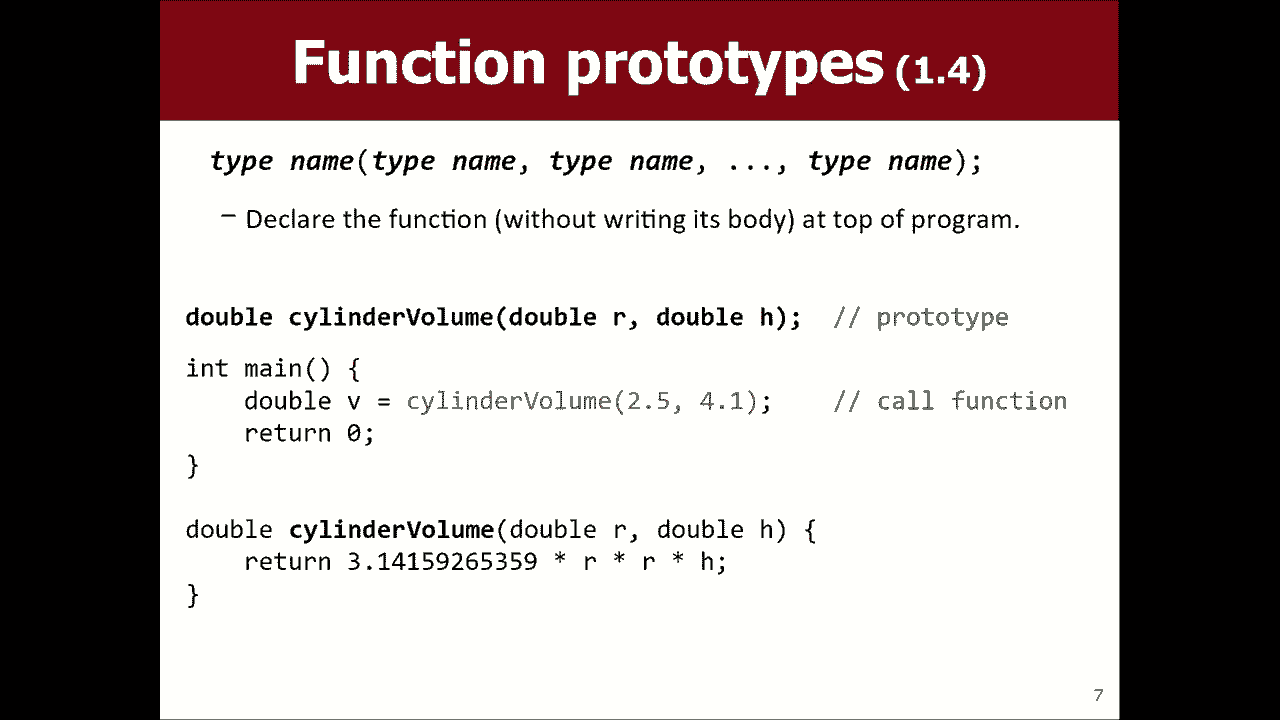 Function prototypes (1.4)
type name(type name, type name, ..., type name);
– Declare the function (without writing its body) at top of program.
double cylinderVolume(double r, double h);  // prototype
int main() {
    double v = cylinderVolume(2.5, 4.1);    // call function
    return 0;
}
double cylinderVolume(double r, double h) {
    return 3.14159265359 * r * r * h;
}
7